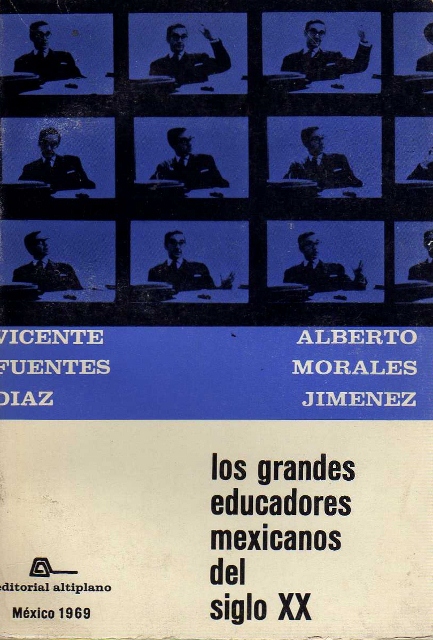 VICENTE
FUENTES
DIAZ
ALBERTO
MORALES
JIMENEZ
los grandes
educadores
mexicanos
del
siglo XX
editorial altiplano
México 1969